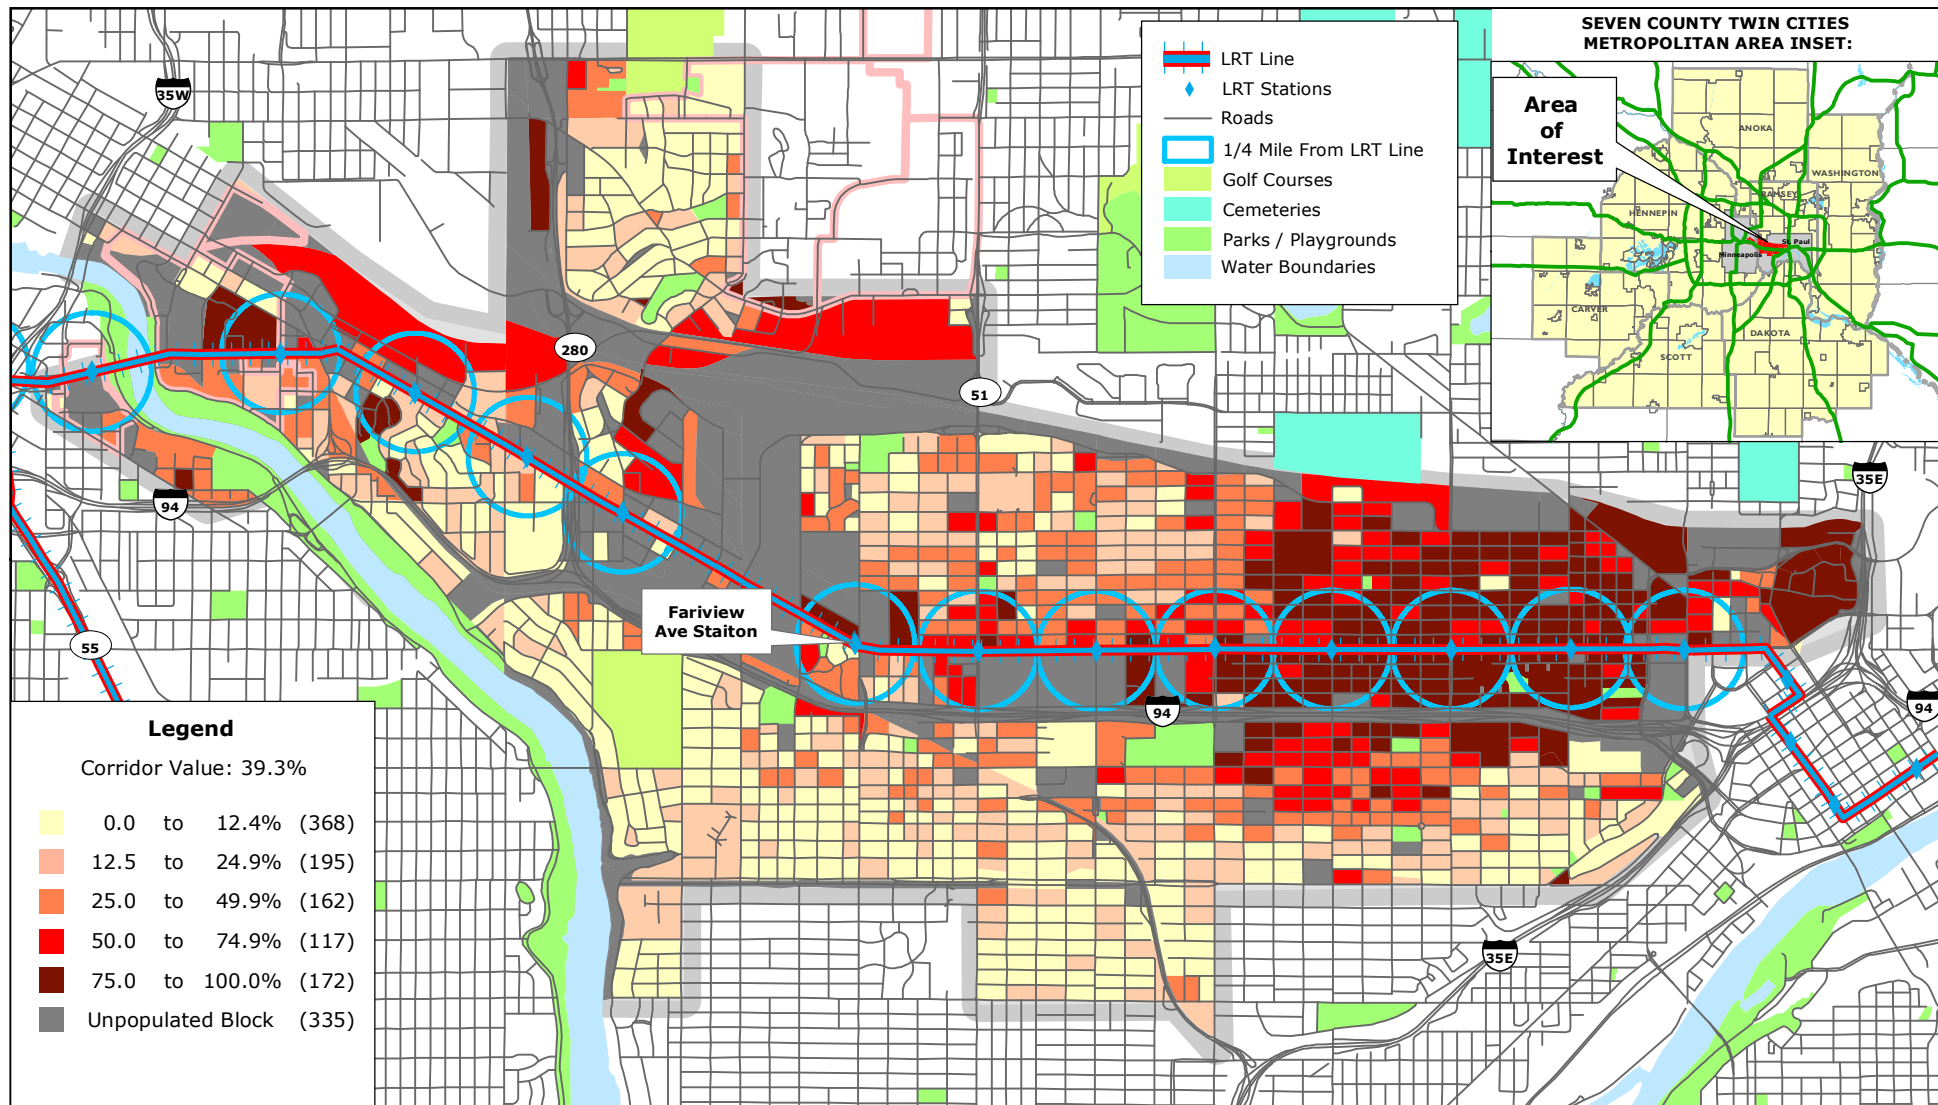 SEVEN COUNTY TWIN CITIES
METROPOLITAN AREA INSET:
LRT Line
LRT Stations
Roads
1/4 Mile From LRT Line
Golf Courses
Cemeteries
Parks / Playgrounds
Water Boundaries
Area
of
Interest
ANOKA
WASHINGTON
RAMSEY
HENNEPIN
St. Paul
Minneapolis
CARVER
DAKOTA
SCOTT
35W
280
51
94
35E
Fariview
Ave Staiton
55
94
94
35E
Legend
Corridor Value: 39.3%
0.0 to 12.4% (368)
12.5 to 24.9% (195)
25.0 to 49.9% (162)
50.0 to 74.9% (117)
75.0 to 100.0% (172)
Unpopulated Block (335)